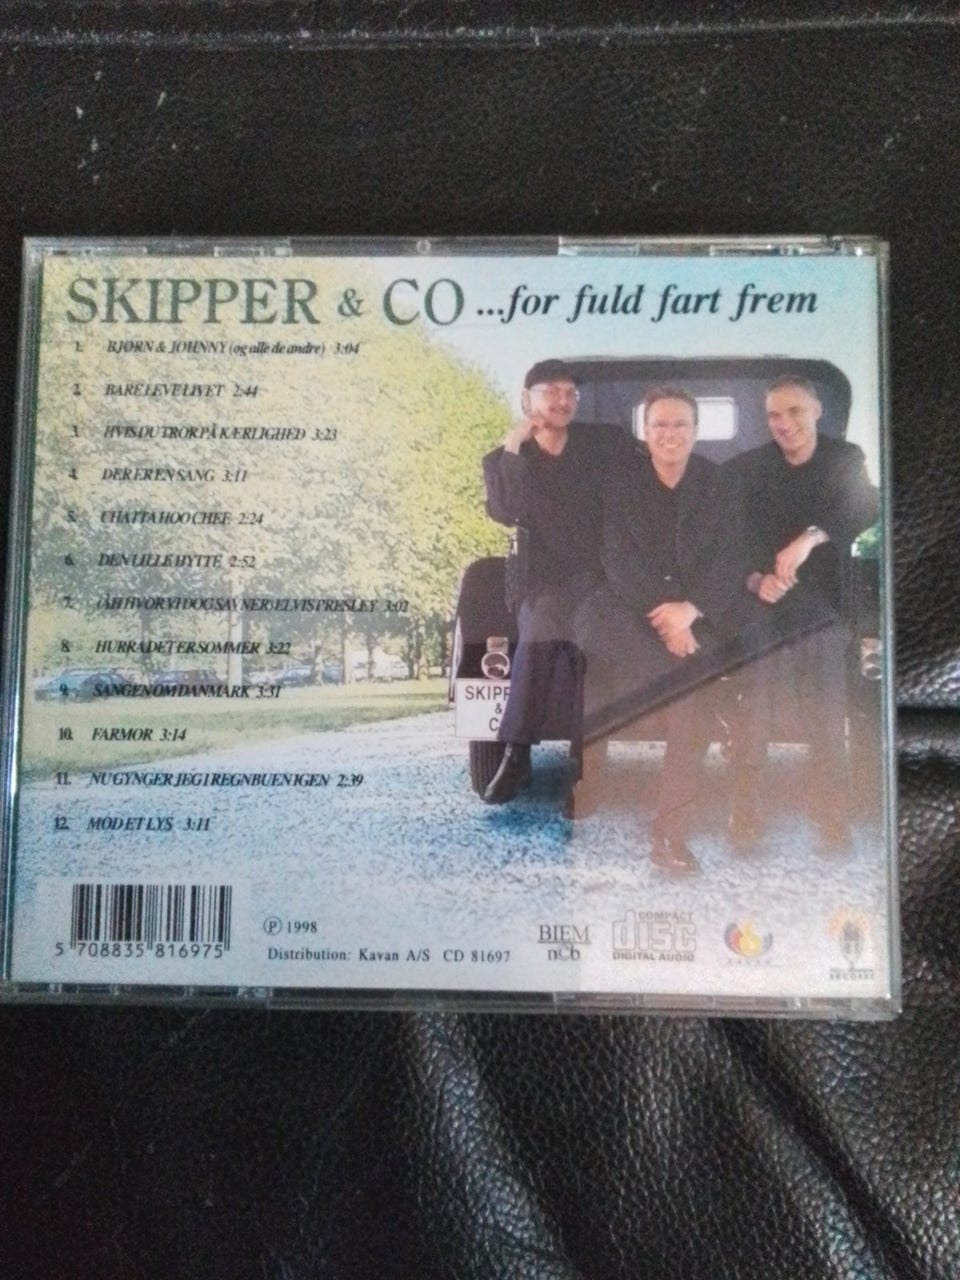 SKIPPER & CO ...for fuld fart frem
1. BJØRN & JOHNNY (og alle de andre) 3:04
2. BARE LEVE LIVET 2:44
3. HVIS DU TROR PÅ KÆRLIGHED 3:23
4. DER ER EN SANG 3:11
5. CHATTAHOOCHEE 2:24
6. DEN LILLE HYTTE 2:52
7. (ÅH HVOR VI DOG SAVNER) ELVIS PRESLEY 3:02
8. HURRA DET ER SOMMER 3:22
9. SANGEN OM DANMARK 3:31
10. FARMOR 3:14
11. NU GYNGER JEG I REGNBUEN IGEN 2:39
12. MOD ET LYS 3:11
SKIPP
&
C
5 708835 816975
Ⓟ 1998
Distribution: Kavan A/S CD 81697
BIEM
nCb
COMPACT
disc
DIGITAL AUDIO
KAVAN
RECORDS